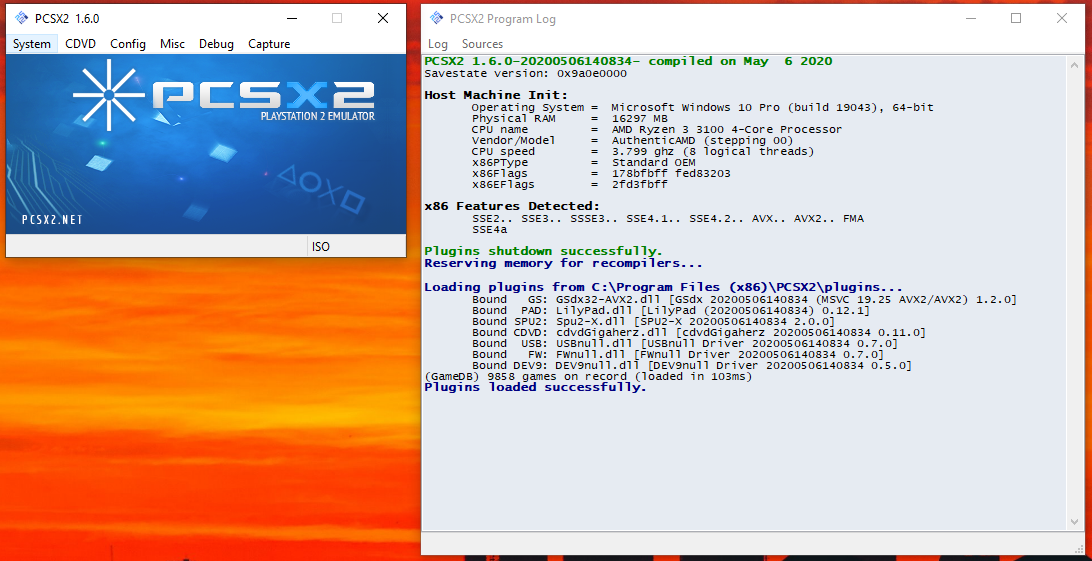 PCSX2 1.6.0
System CDVD Config Misc Debug Capture
PCSX2
PLAYSTATION 2 EMULATOR
PCSX2.NET
ISO
PCSX2 Program Log
Log Sources
PCSX2 1.6.0-20200506140834- compiled on May  6 2020
Savestate version: 0x9a0e0000
Host Machine Init:
Operating System =  Microsoft Windows 10 Pro (build 19043), 64-bit
Physical RAM     =  16297 MB
CPU name         =  AMD Ryzen 3 3100 4-Core Processor
Vendor/Model     =  AuthenticAMD (stepping 00)
CPU speed        =  3.799 ghz (8 logical threads)
x86PType         =  Standard OEM
x86Flags         =  178bfbff fed83203
x86EFlags        =  2fd3fbff
x86 Features Detected:
SSE2.. SSE3.. SSSE3.. SSE4.1.. SSE4.2.. AVX.. AVX2.. FMA
SSE4a
Plugins shutdown successfully.
Reserving memory for recompilers...
Loading plugins from C:\Program Files (x86)\PCSX2\plugins...
Bound   GS: GSdx32-AVX2.dll [GSdx 20200506140834 (MSVC 19.25 AVX2/AVX2) 1.2.0]
Bound  PAD: LilyPad.dll [LilyPad (20200506140834) 0.12.1]
Bound SPU2: Spu2-X.dll [SPU2-X 20200506140834 2.0.0]
Bound CDVD: cdvdGigaherz.dll [cdvdGigaherz 20200506140834 0.11.0]
Bound  USB: USBnull.dll [USBnull Driver 20200506140834 0.7.0]
Bound   FW: FWnull.dll [FWnull Driver 20200506140834 0.7.0]
Bound DEV9: DEV9null.dll [DEV9null Driver 20200506140834 0.5.0]
(GameDB) 9858 games on record (loaded in 103ms)
Plugins loaded successfully.